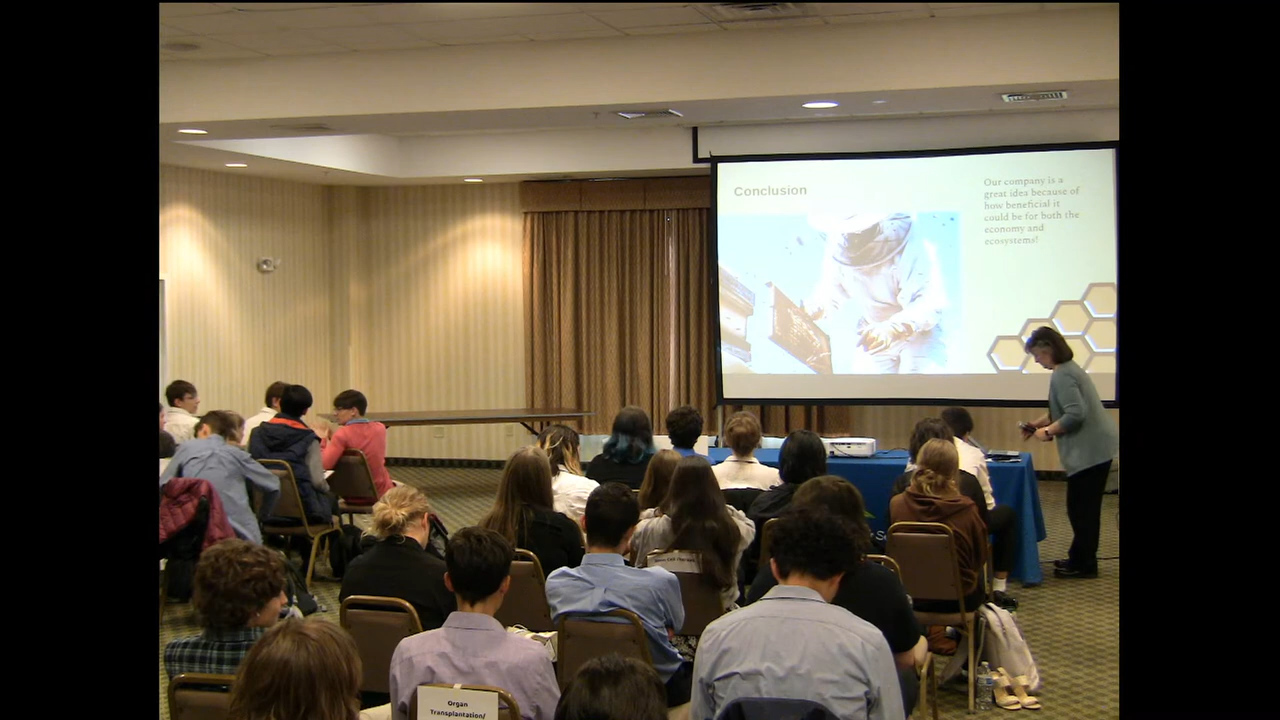 Conclusion
Our company is a
great idea because of
how beneficial it
could be for both the
economy and
ecosystems!
Organ
Transplantation/